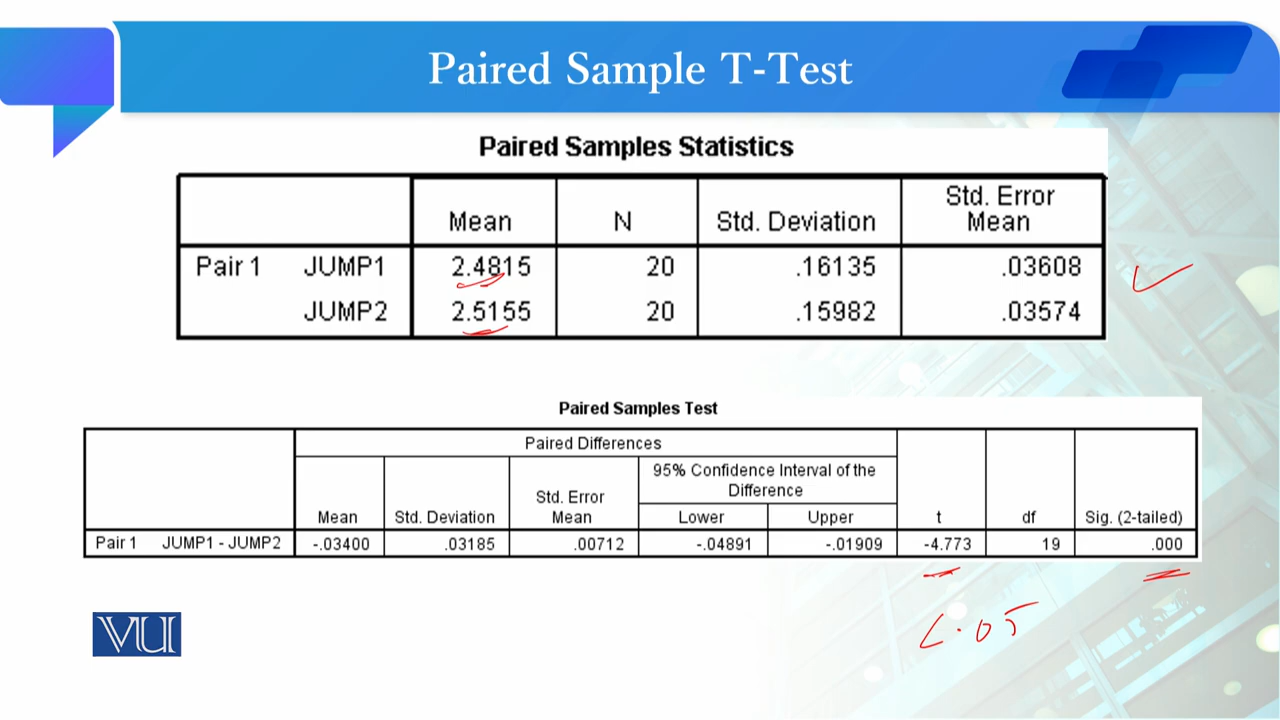 Paired Sample T-Test
Paired Samples Statistics
Mean N Std. Deviation Std. Error Mean
Pair 1 JUMP1 2.4815 20 .16135 .03608
JUMP2 2.5155 20 .15982 .03574
Paired Samples Test
Paired Differences
95% Confidence Interval of the Difference
Mean Std. Deviation Std. Error Mean Lower Upper t df Sig. (2-tailed)
Pair 1 JUMP1 - JUMP2 -.03400 .03185 .00712 -.04891 -.01909 -4.773 19 .000
<.05
VU